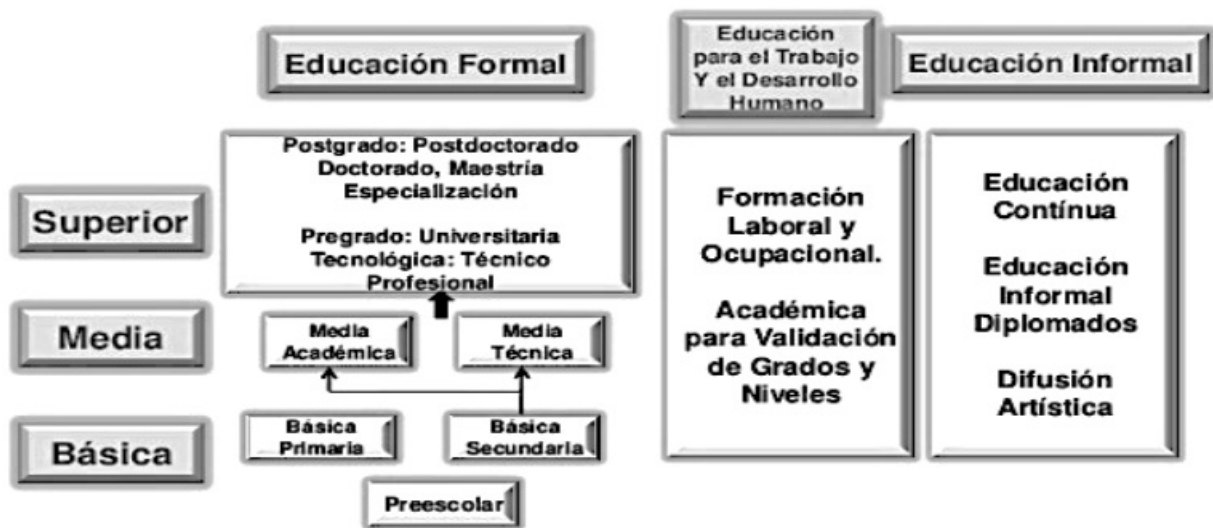 Educación Formal
Educación
para el Trabajo
Y el Desarrollo
Humano
Educación Informal
Superior
Postgrado: Postdoctorado
Doctorado, Maestría
Especialización
Pregrado: Universitaria
Tecnológica: Técnico
Profesional
Media
Media
Académica
Media
Técnica
Básica
Básica
Primaria
Básica
Secundaria
Preescolar
Formación
Laboral y
Ocupacional.
Académica
para Validación
de Grados y
Niveles
Educación
Contínua
Educación
Informal
Diplomados
Difusión
Artística